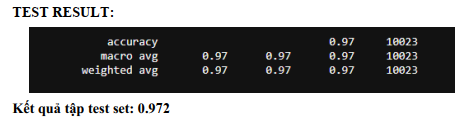 TEST RESULT:
accuracy 0.97 10023
macro avg 0.97 0.97 0.97 10023
weighted avg 0.97 0.97 0.97 10023
Kết quả tập test set: 0.972